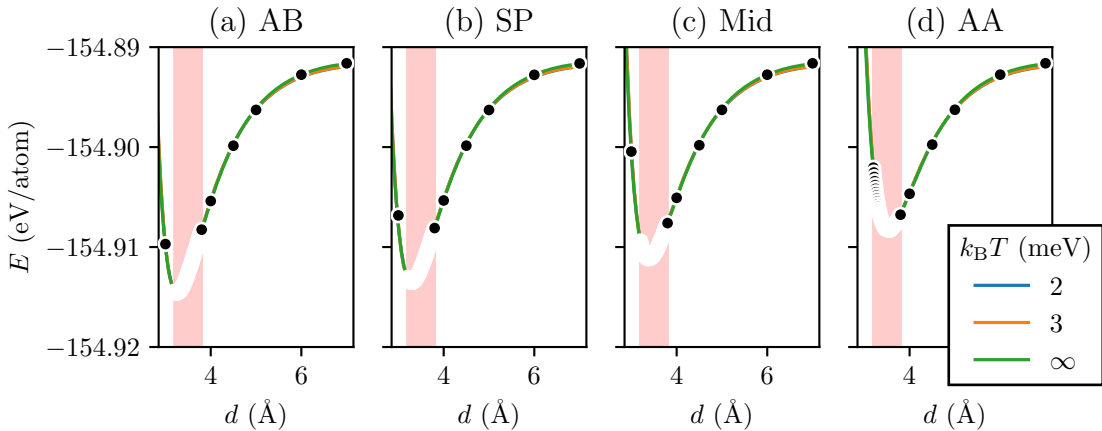 (a) AB
(b) SP
(c) Mid
(d) AA
E (eV/atom)
−154.89
−154.90
−154.91
−154.92
4 6
4 6
4 6
4
d (Å)
d (Å)
d (Å)
d (Å)
k_B T (meV)
2
3
∞